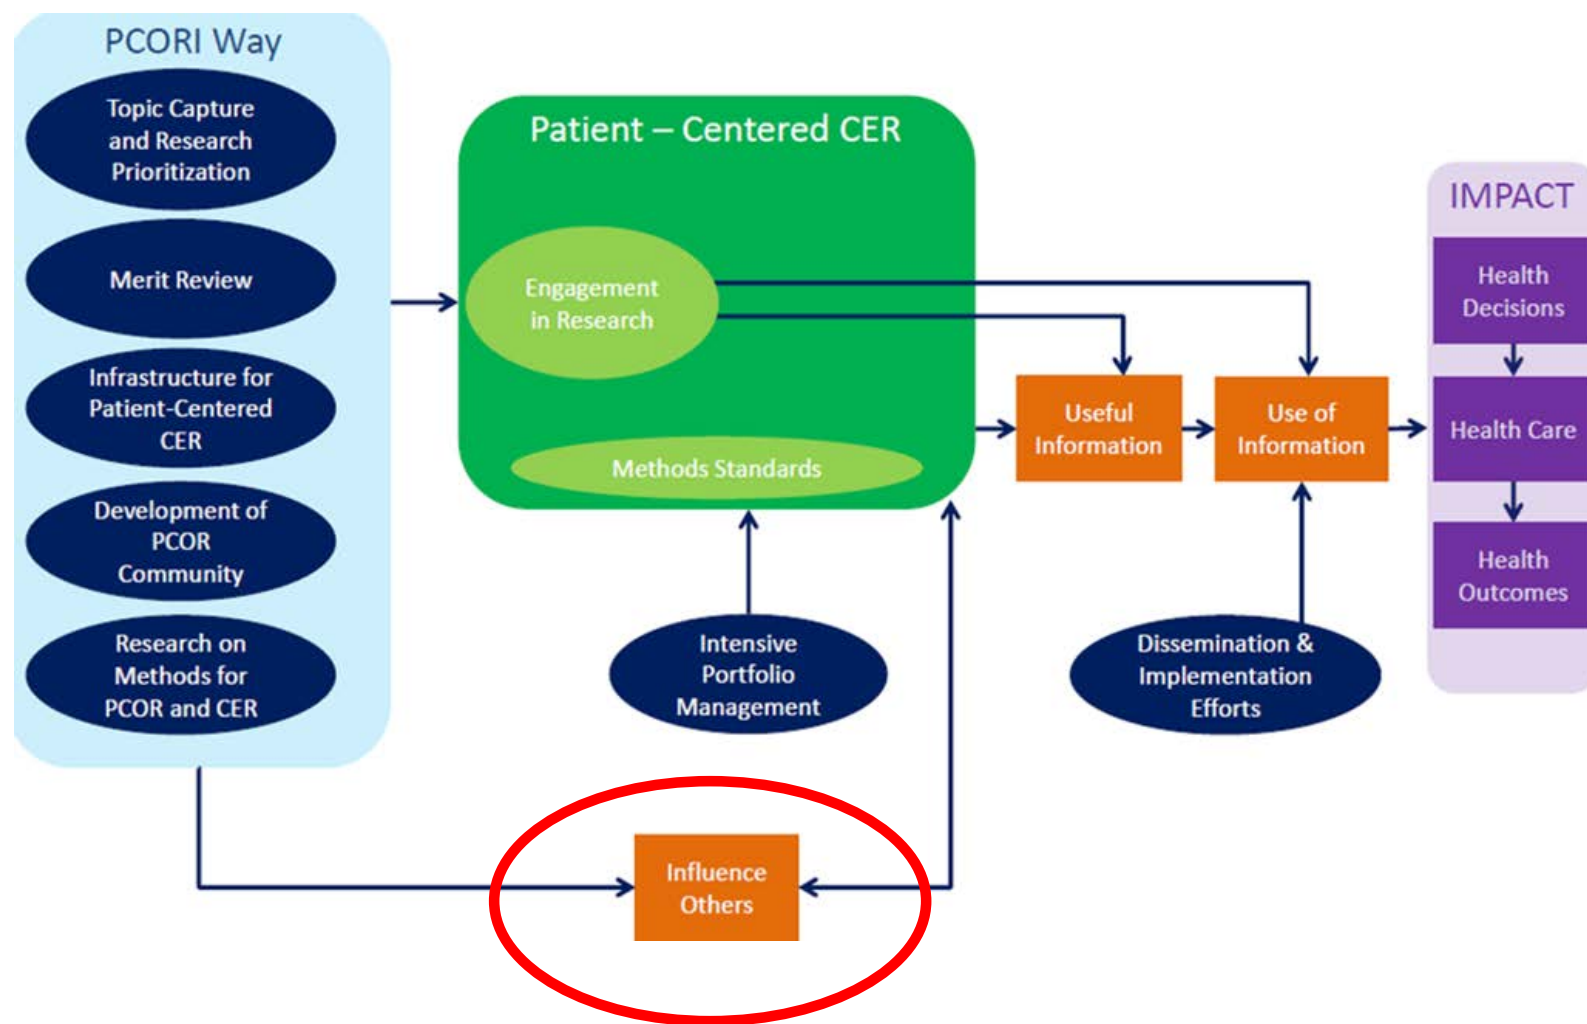 PCORI Way
Topic Capture
and Research
Prioritization
Merit Review
Infrastructure for
Patient-Centered
CER
Development of
PCOR
Community
Research on
Methods for
PCOR and CER
Patient – Centered CER
Engagement
in Research
Methods Standards
Intensive
Portfolio
Management
Influence
Others
Useful
Information
Use of
Information
Dissemination &
Implementation
Efforts
IMPACT
Health
Decisions
Health Care
Health
Outcomes